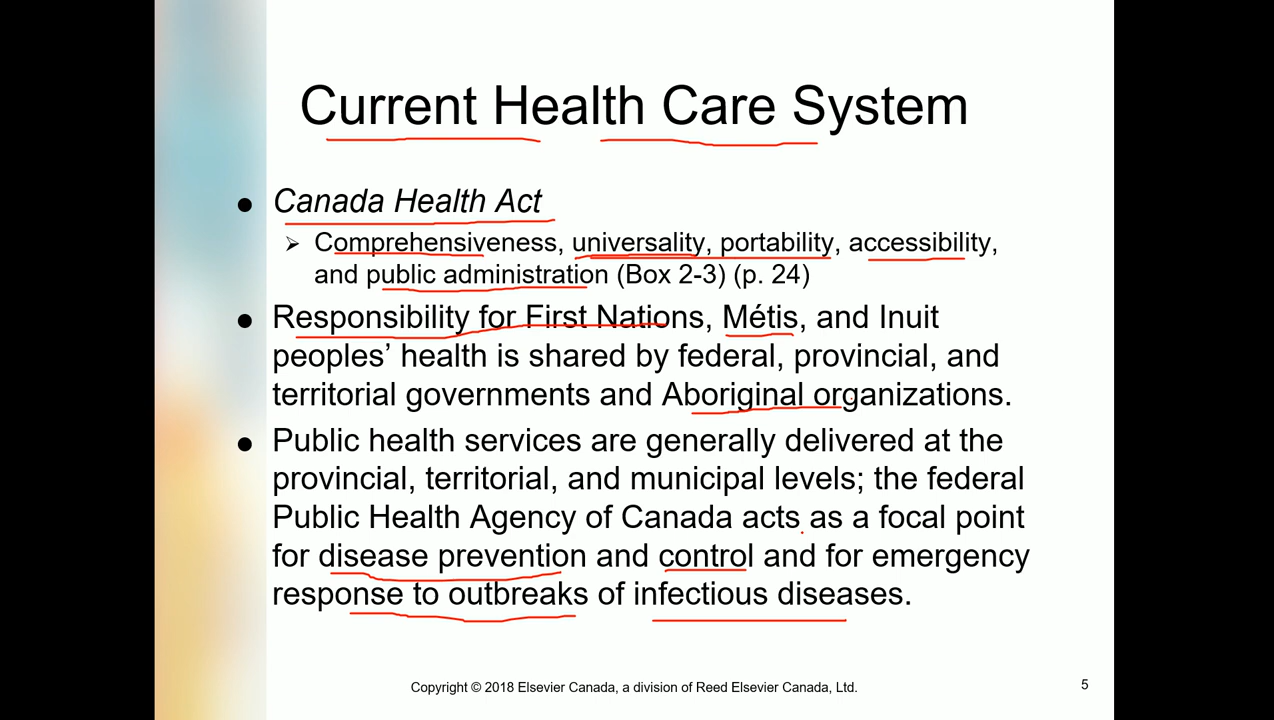 Current Health Care System
● Canada Health Act
➢ Comprehensiveness, universality, portability, accessibility,
and public administration (Box 2-3) (p. 24)
● Responsibility for First Nations, Métis, and Inuit
peoples’ health is shared by federal, provincial, and
territorial governments and Aboriginal organizations.
● Public health services are generally delivered at the
provincial, territorial, and municipal levels; the federal
Public Health Agency of Canada acts as a focal point
for disease prevention and control and for emergency
response to outbreaks of infectious diseases.
Copyright © 2018 Elsevier Canada, a division of Reed Elsevier Canada, Ltd.
5